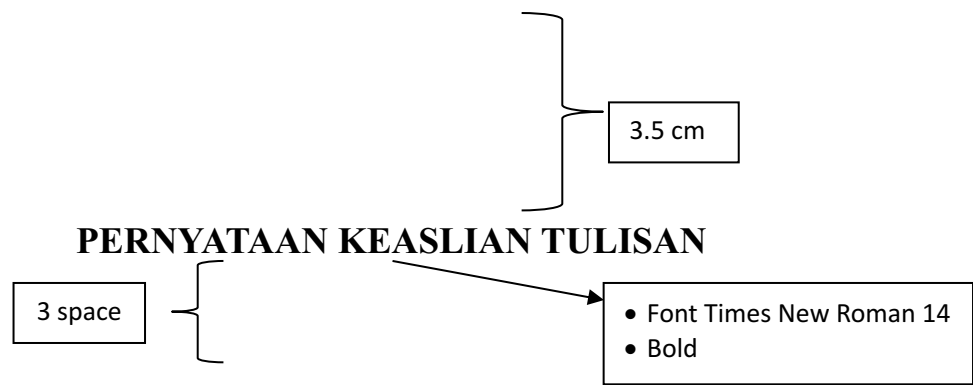 3.5 cm
PERNYATAAN KEASLIAN TULISAN
3 space
• Font Times New Roman 14
• Bold